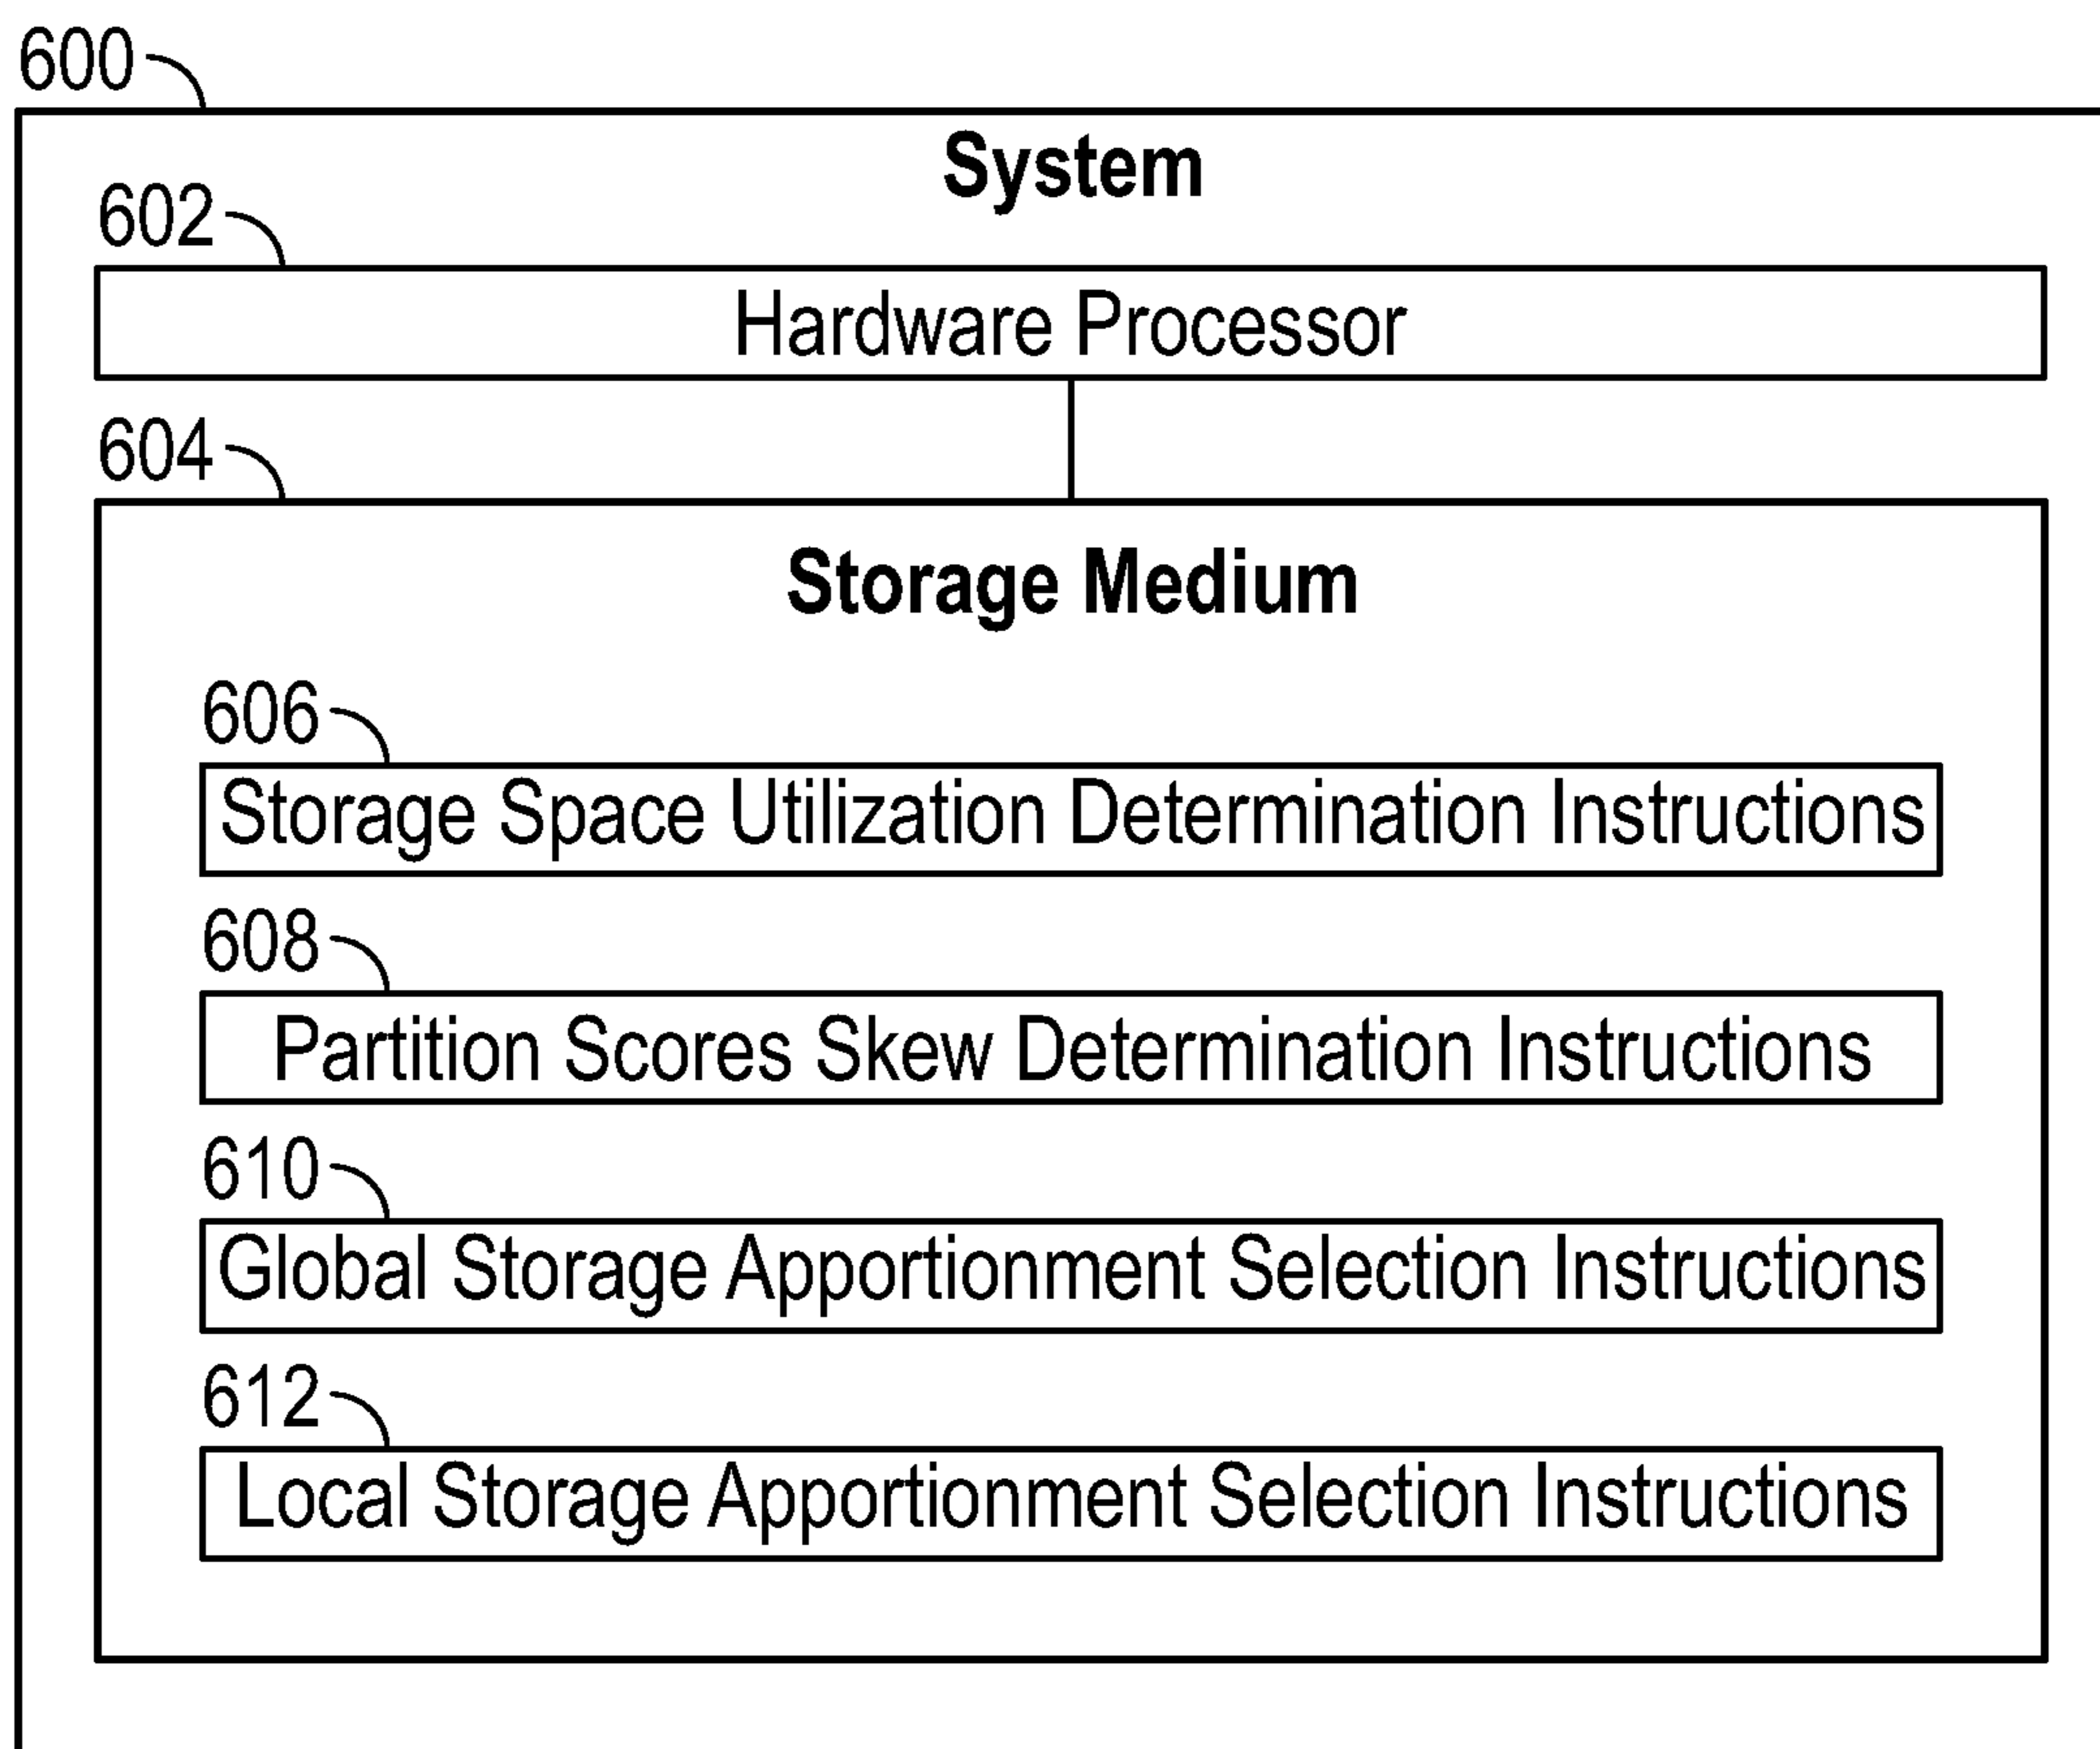 600
System
602
Hardware Processor
604
Storage Medium
606
Storage Space Utilization Determination Instructions
608
Partition Scores Skew Determination Instructions
610
Global Storage Apportionment Selection Instructions
612
Local Storage Apportionment Selection Instructions